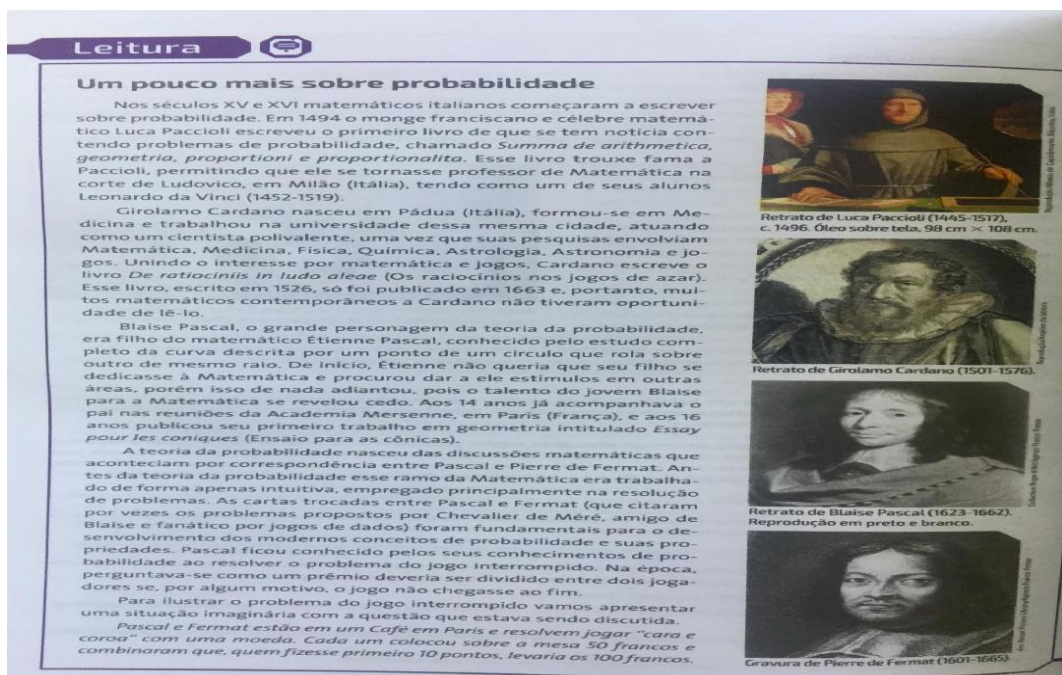 Leitura
Um pouco mais sobre probabilidade
Nos séculos XV e XVI matemáticos italianos começaram a escrever
sobre probabilidade. Em 1494 o monge franciscano e célebre matemá-
tico Luca Paccioli escreveu o primeiro livro de que se tem notícia con-
tendo problemas de probabilidade, chamado Summa de arithmetica,
geometria, proportioni e proportionalita. Esse livro trouxe fama a
Paccioli, permitindo que ele se tornasse professor de Matemática na
corte de Ludovico, em Milão (Itália), tendo como um de seus alunos
Leonardo da Vinci (1452-1519).
Girolamo Cardano nasceu em Pádua (Itália), formou-se em Me-
dicina e trabalhou na universidade dessa mesma cidade, atuando
como um cientista polivalente, uma vez que suas pesquisas envolviam
Matemática, Medicina, Física, Química, Astrologia, Astronomia e jo-
gos. Unindo o interesse por matemática e jogos, Cardano escreve o
livro De ratiociniis in ludo aleae (Os raciocínios nos jogos de azar).
Esse livro, escrito em 1526, só foi publicado em 1663 e, portanto, mui-
tos matemáticos contemporâneos a Cardano não tiveram oportuni-
dade de lê-lo.
Blaise Pascal, o grande personagem da teoria da probabilidade,
era filho do matemático Étienne Pascal, conhecido pelo estudo com-
pleto da curva descrita por um ponto de um círculo que rola sobre
outro de mesmo raio. De início, Étienne não queria que seu filho se
dedicasse à Matemática e procurou dar a ele estímulos em outras
áreas, porém isso de nada adiantou, pois o talento do jovem Blaise
para a Matemática se revelou cedo. Aos 14 anos já acompanhava o
pai nas reuniões da Academia Mersenne, em Paris (França), e aos 16
anos publicou seu primeiro trabalho em geometria intitulado Essay
pour les coniques (Ensaio para as cônicas).
A teoria da probabilidade nasceu das discussões matemáticas que
aconteciam por correspondência entre Pascal e Pierre de Fermat. An-
tes da teoria da probabilidade esse ramo da Matemática era trabalha-
do de forma apenas intuitiva, empregado principalmente na resolução
de problemas. As cartas trocadas entre Pascal e Fermat (que citaram
por vezes os problemas propostos por Chevalier de Méré, amigo de
Blaise e fanático por jogos de dados) foram fundamentais para o de-
senvolvimento dos modernos conceitos de probabilidade e suas pro-
priedades. Pascal ficou conhecido pelos seus conhecimentos de pro-
babilidade ao resolver o problema do jogo interrompido. Na época,
perguntava-se como um prêmio deveria ser dividido entre dois joga-
dores se, por algum motivo, o jogo não chegasse ao fim.
Para ilustrar o problema do jogo interrompido vamos apresentar
uma situação imaginária com a questão que estava sendo discutida.
Pascal e Fermat estão em um Café em Paris e resolvem jogar "cara e
coroa" com uma moeda. Cada um colocou sobre a mesa 50 francos e
combinaram que, quem fizesse primeiro 10 pontos, levaria os 100 francos.
Retrato de Luca Paccioli (1445-1517),
c. 1496. Óleo sobre tela, 98 cm × 108 cm.
Retrato de Girolamo Cardano (1501-1576).
Retrato de Blaise Pascal (1623-1662).
Reprodução em preto e branco.
Gravura de Pierre de Fermat (1601-1665)